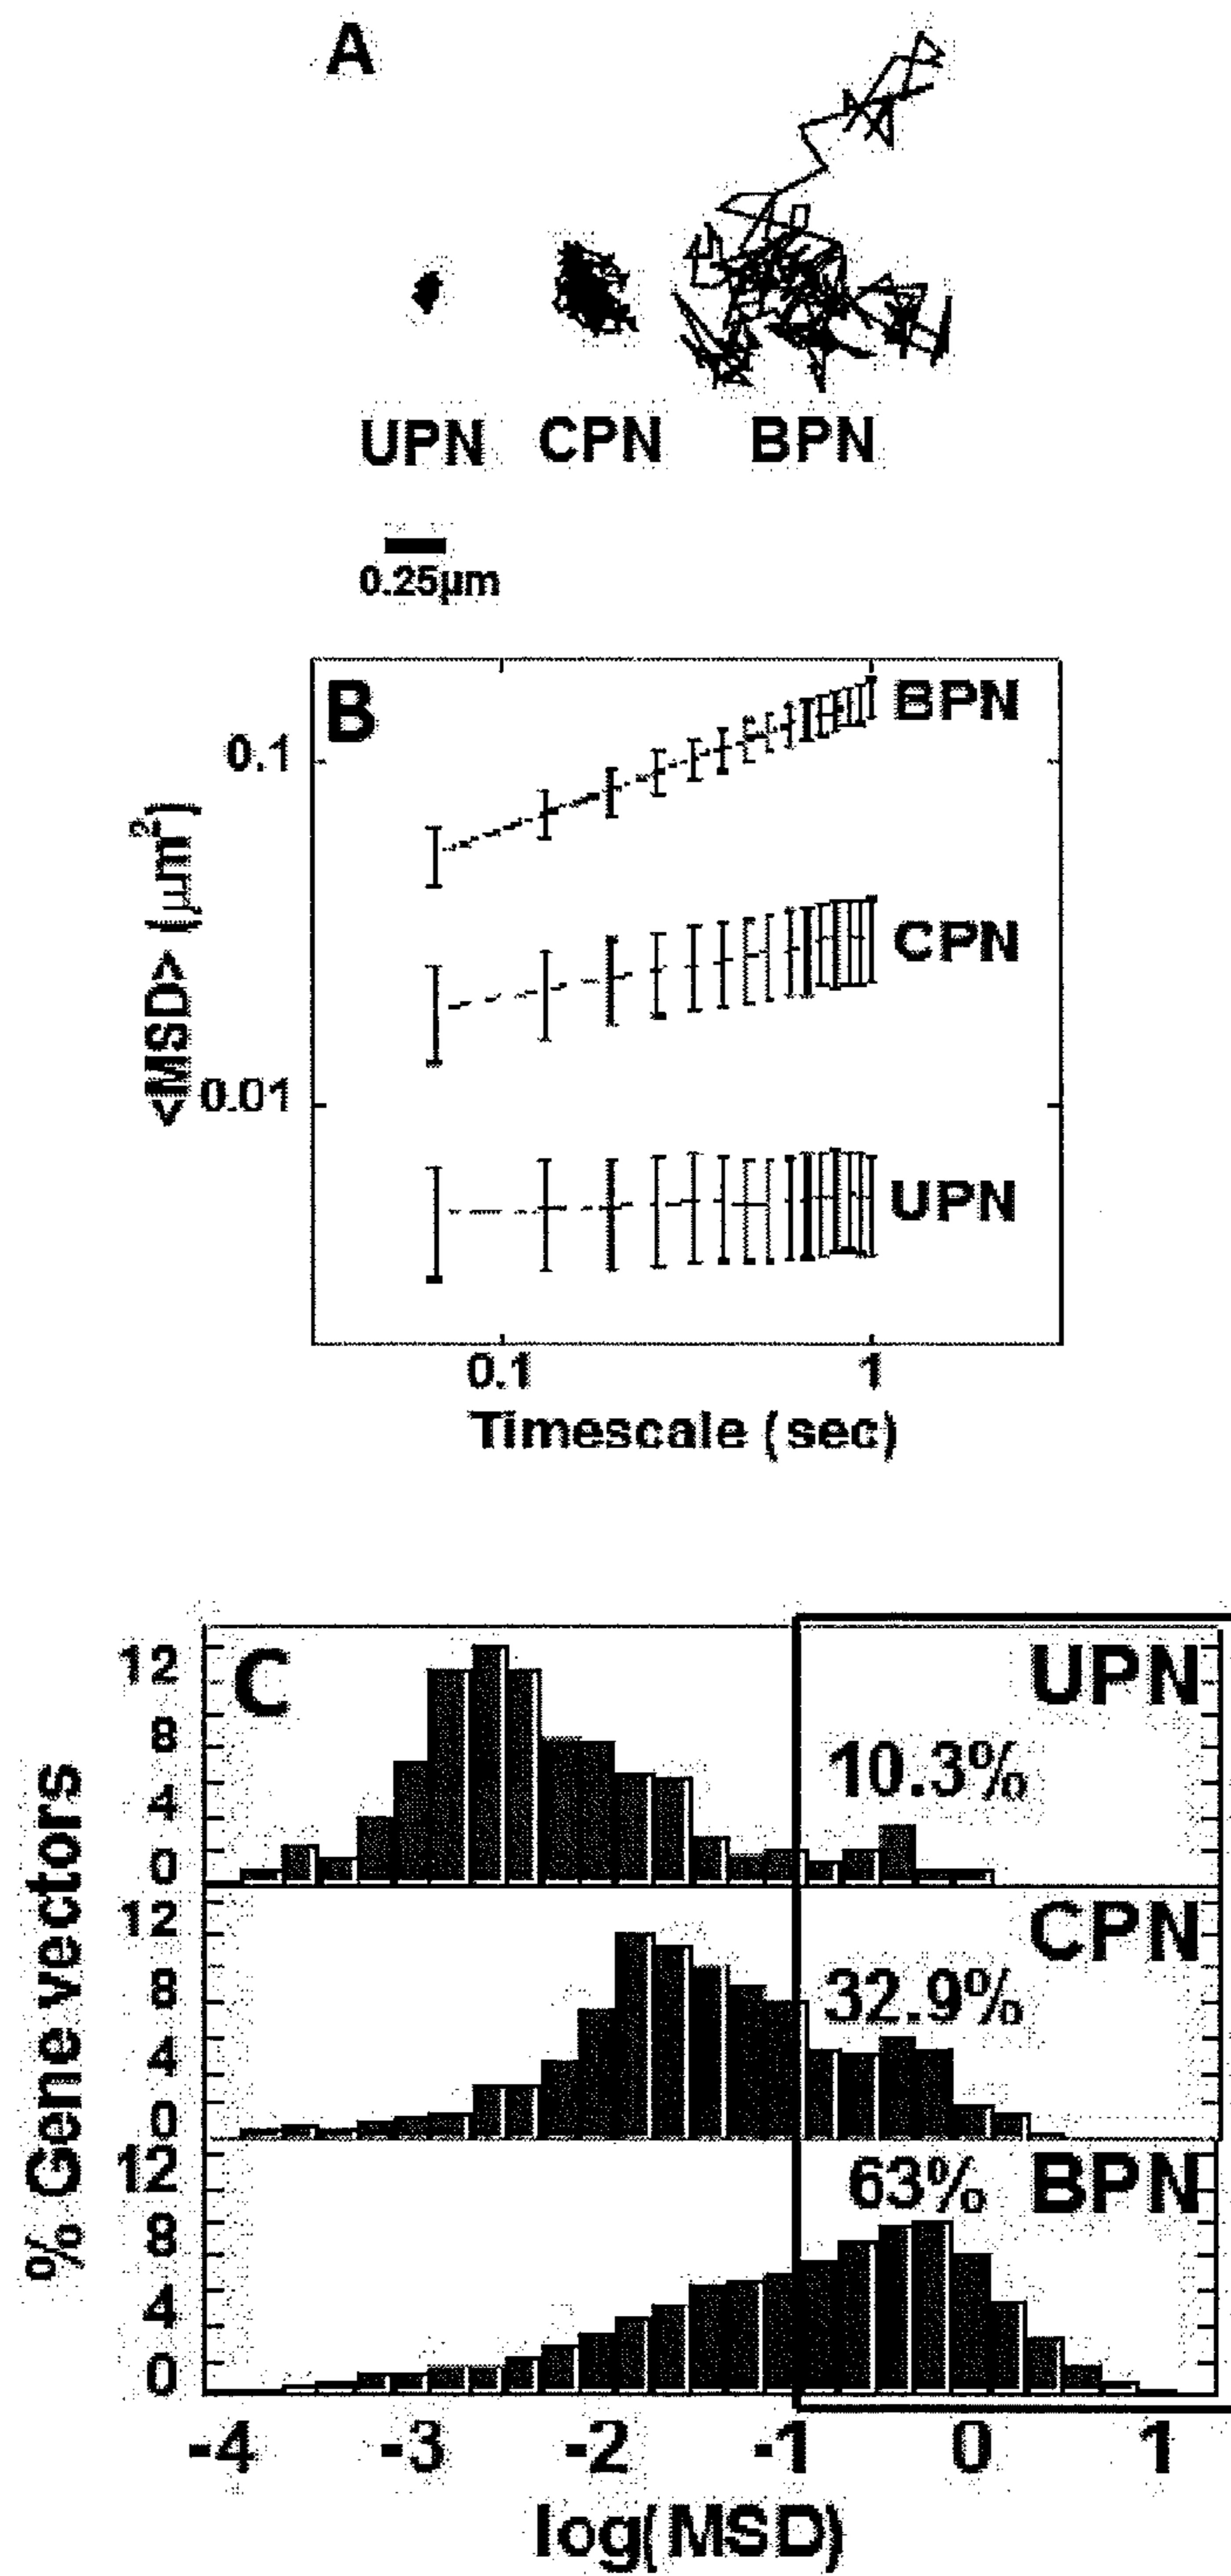 A
UPN CPN BPN
0.25µm
B
BPN
0.1
CPN
0.01
UPN
<MSD> (µm²)
0.1 1
Timescale (sec)
C
UPN
12
8
4
0
10.3%
CPN
12
8
4
0
32.9%
BPN
12
8
4
0
63%
% Gene vectors
-4 -3 -2 -1 0 1
log(MSD)